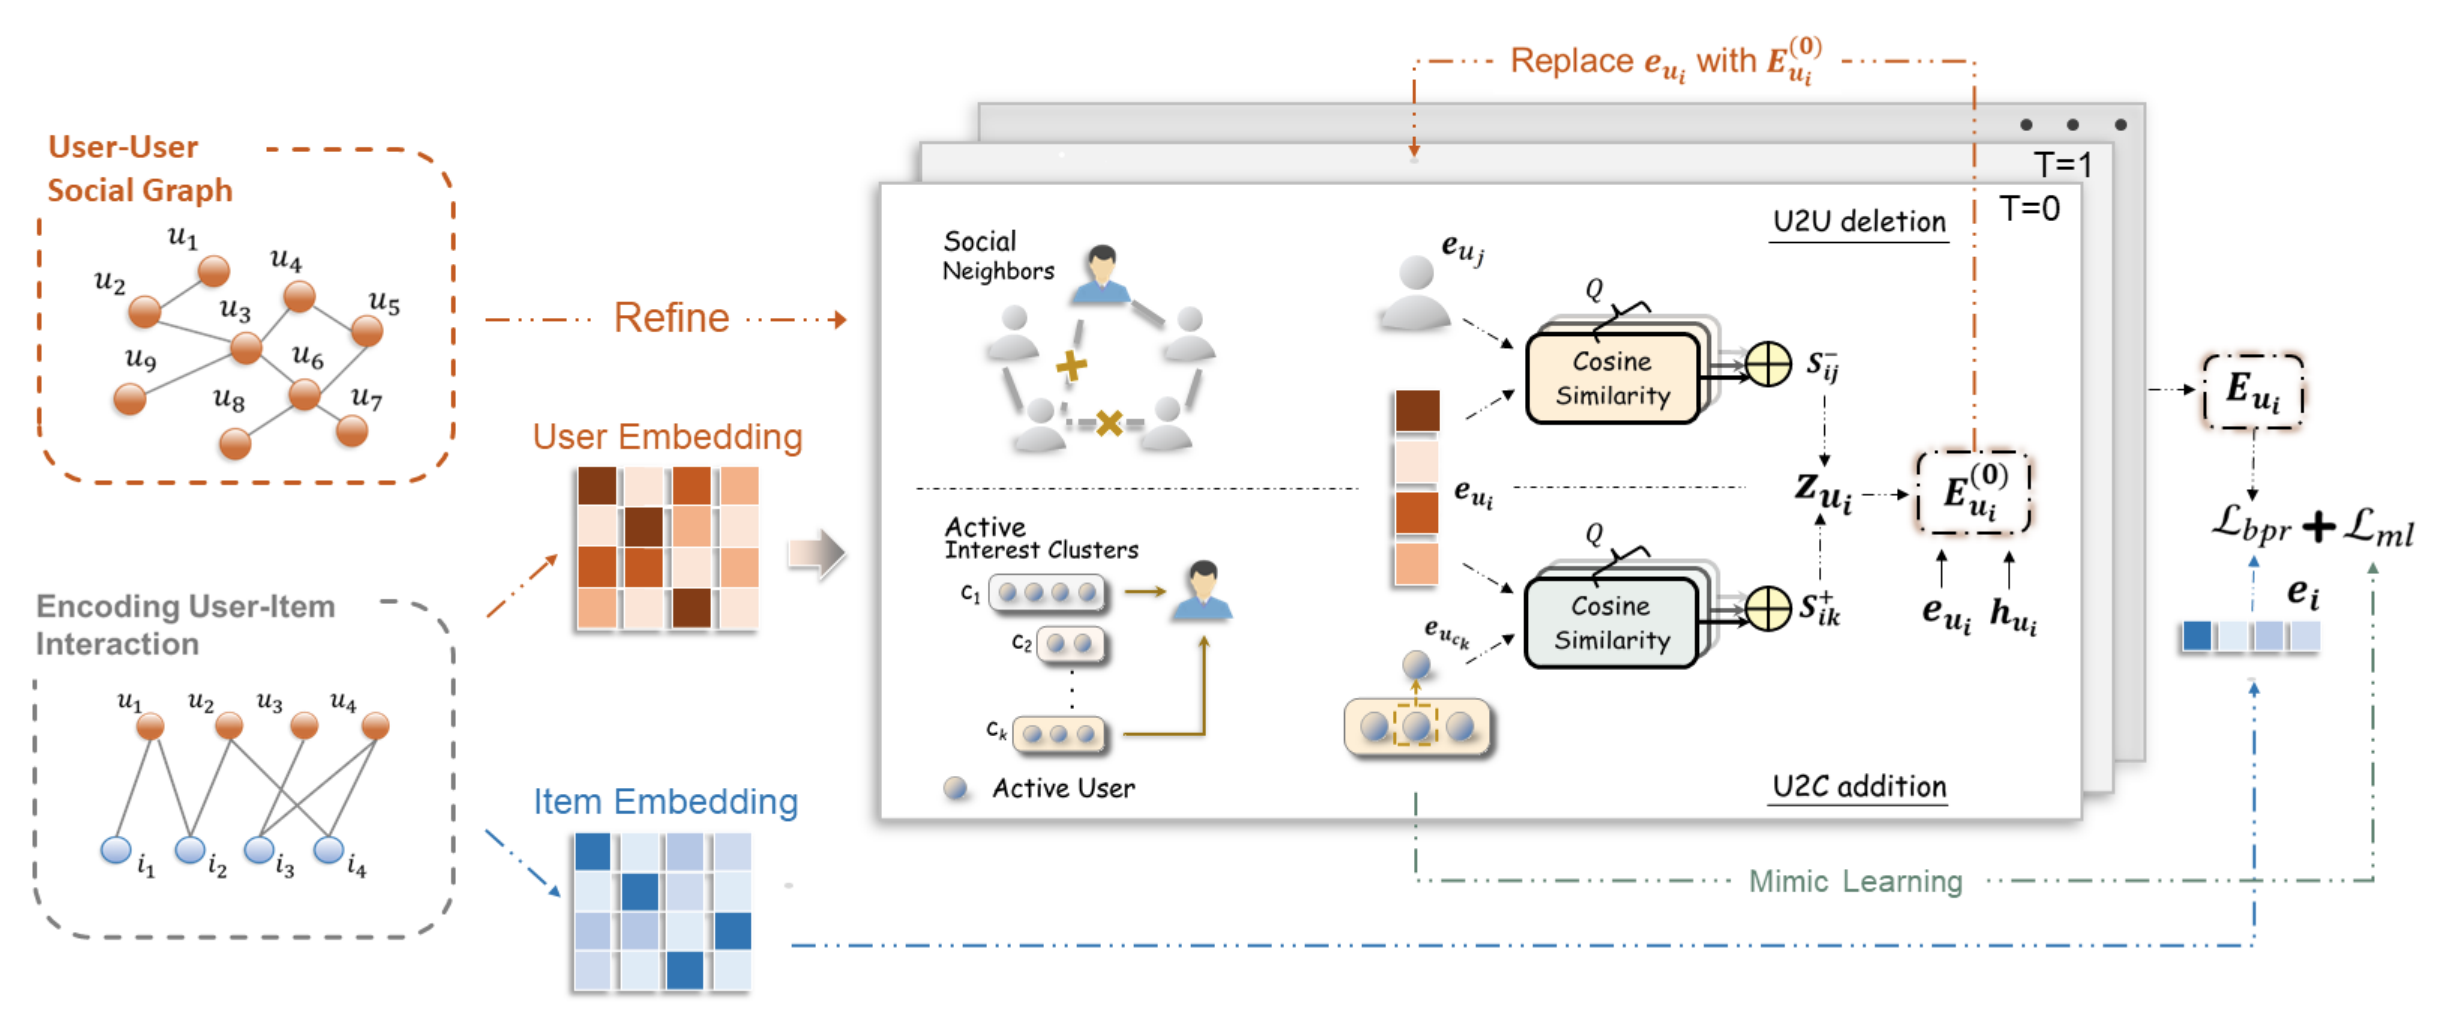 Replace e_{u_i} with E_{u_i}^{(0)}
User-User
Social Graph
u_1
u_2
u_3
u_4
u_5
u_6
u_7
u_8
u_9
Refine
User Embedding
Encoding User-Item
Interaction
u_1 u_2 u_3 u_4
i_1 i_2 i_3 i_4
Item Embedding
T=1
T=0
U2U deletion
Social
Neighbors
e_{u_j}
Q
Cosine
Similarity
S_{ij}^-
e_{u_i}
z_{u_i}
E_{u_i}^{(0)}
e_{u_i} h_{u_i}
Active
Interest Clusters
c_1
c_2
c_k
Active User
e_{u_{c_k}}
Q
Cosine
Similarity
S_{ik}^+
U2C addition
E_{u_i}
ℒ_{bpr} + ℒ_{ml}
e_i
Mimic Learning